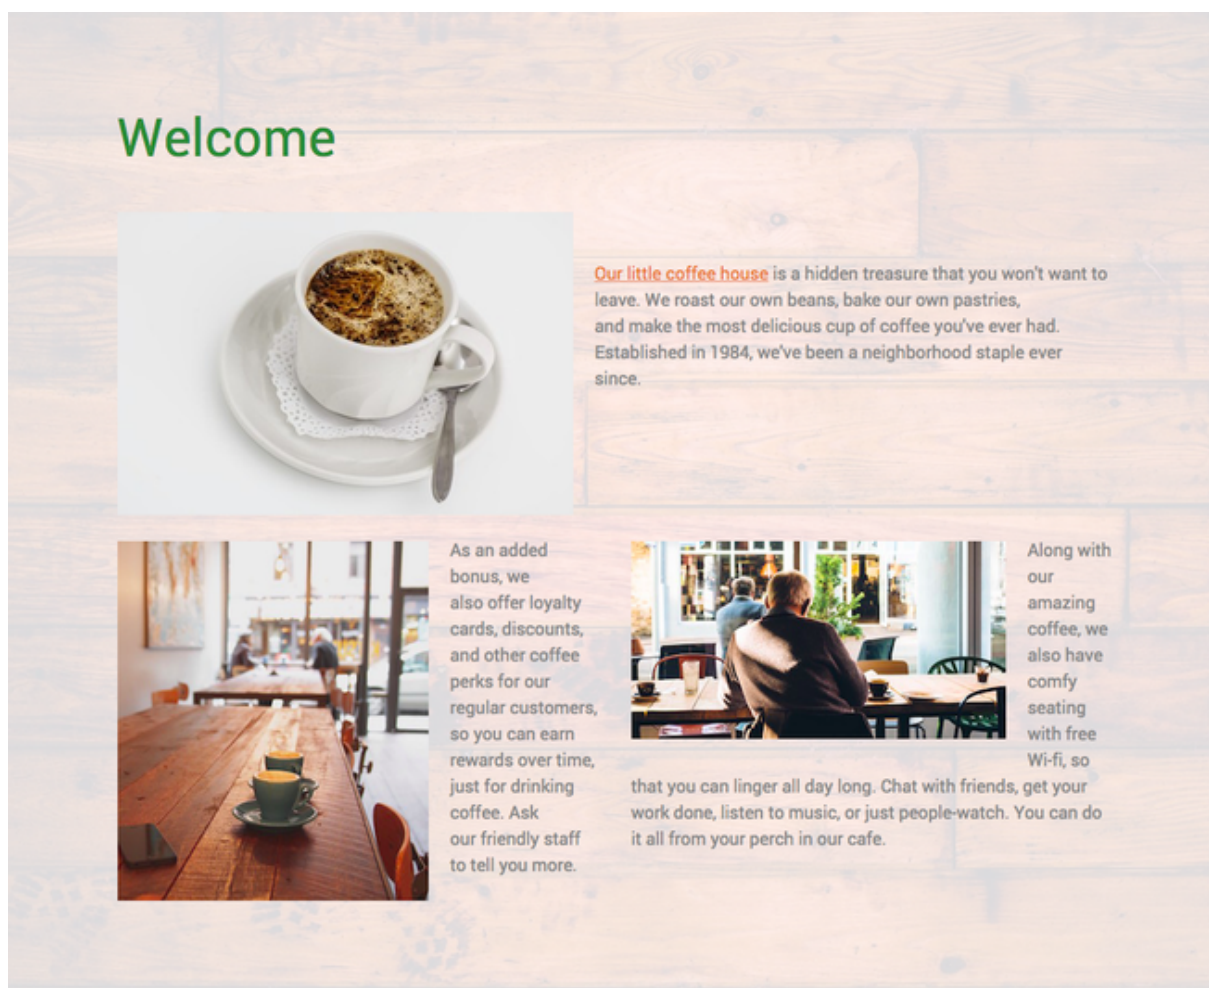 Welcome
Our little coffee house is a hidden treasure that you won't want to
leave. We roast our own beans, bake our own pastries,
and make the most delicious cup of coffee you've ever had.
Established in 1984, we've been a neighborhood staple ever
since.
As an added
bonus, we
also offer loyalty
cards, discounts,
and other coffee
perks for our
regular customers,
so you can earn
rewards over time,
just for drinking
coffee. Ask
our friendly staff
to tell you more.
Along with
our
amazing
coffee, we
also have
comfy
seating
with free
Wi-fi, so
that you can linger all day long. Chat with friends, get your
work done, listen to music, or just people-watch. You can do
it all from your perch in our cafe.